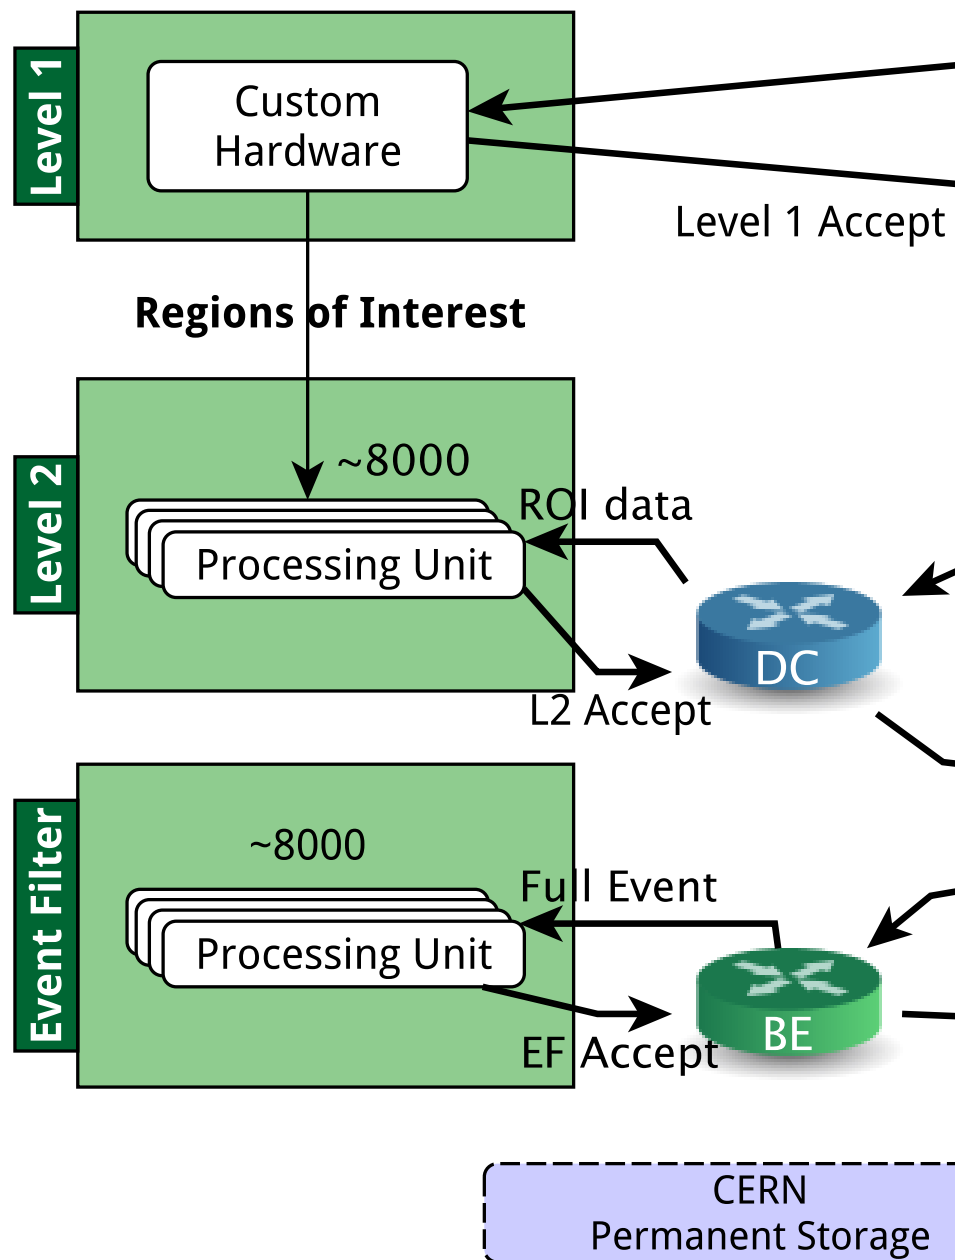 Level 1
Custom
Hardware
Level 1 Accept
Regions of Interest
Level 2
~8000
ROI data
Processing Unit
DC
L2 Accept
Event Filter
~8000
Full Event
Processing Unit
BE
EF Accept
CERN
Permanent Storage